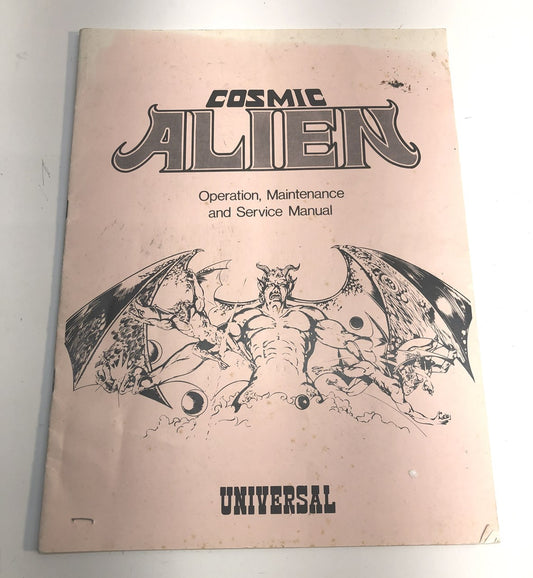 COSMIC
ALIEN
Operation, Maintenance
and Service Manual
UNIVERSAL